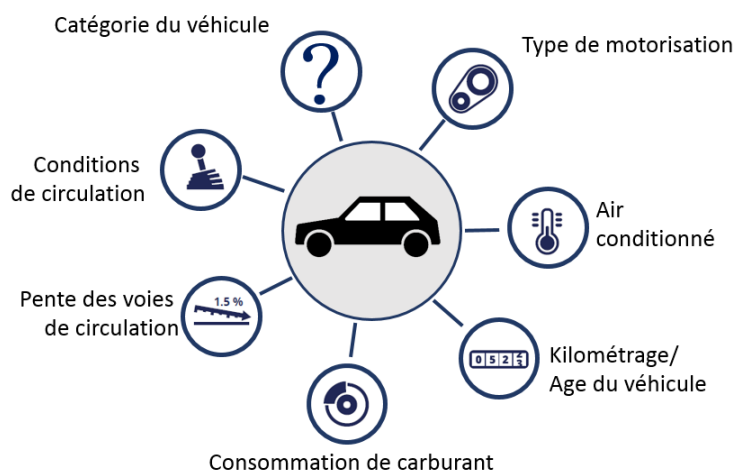 Catégorie du véhicule
?
Type de motorisation
Conditions
de circulation
Air
conditionné
Pente des voies
de circulation
1.5 %
0 5 2
Kilométrage/
Age du véhicule
Consommation de carburant